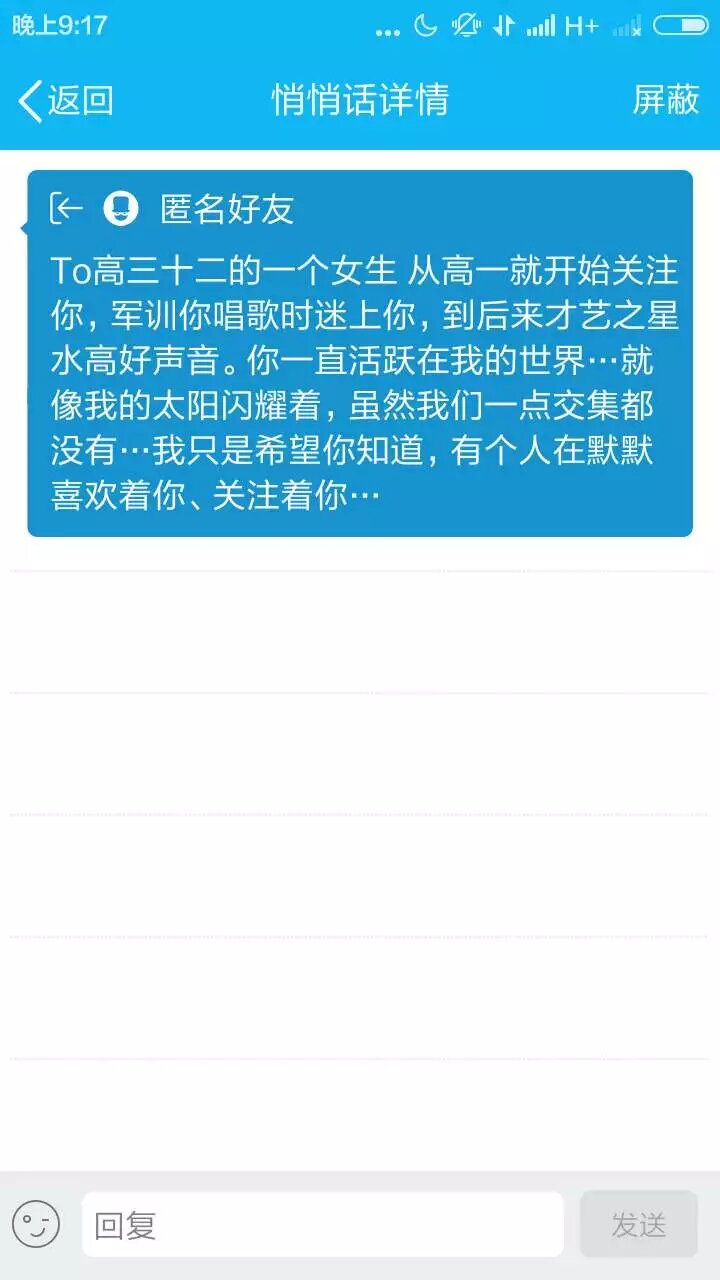 晚上9:17
H+
返回
悄悄话详情
屏蔽
匿名好友
To高三十二的一个女生 从高一就开始关注
你，军训你唱歌时迷上你，到后来才艺之星
水高好声音。你一直活跃在我的世界…就
像我的太阳闪耀着，虽然我们一点交集都
没有…我只是希望你知道，有个人在默默
喜欢着你、关注着你…
回复
发送